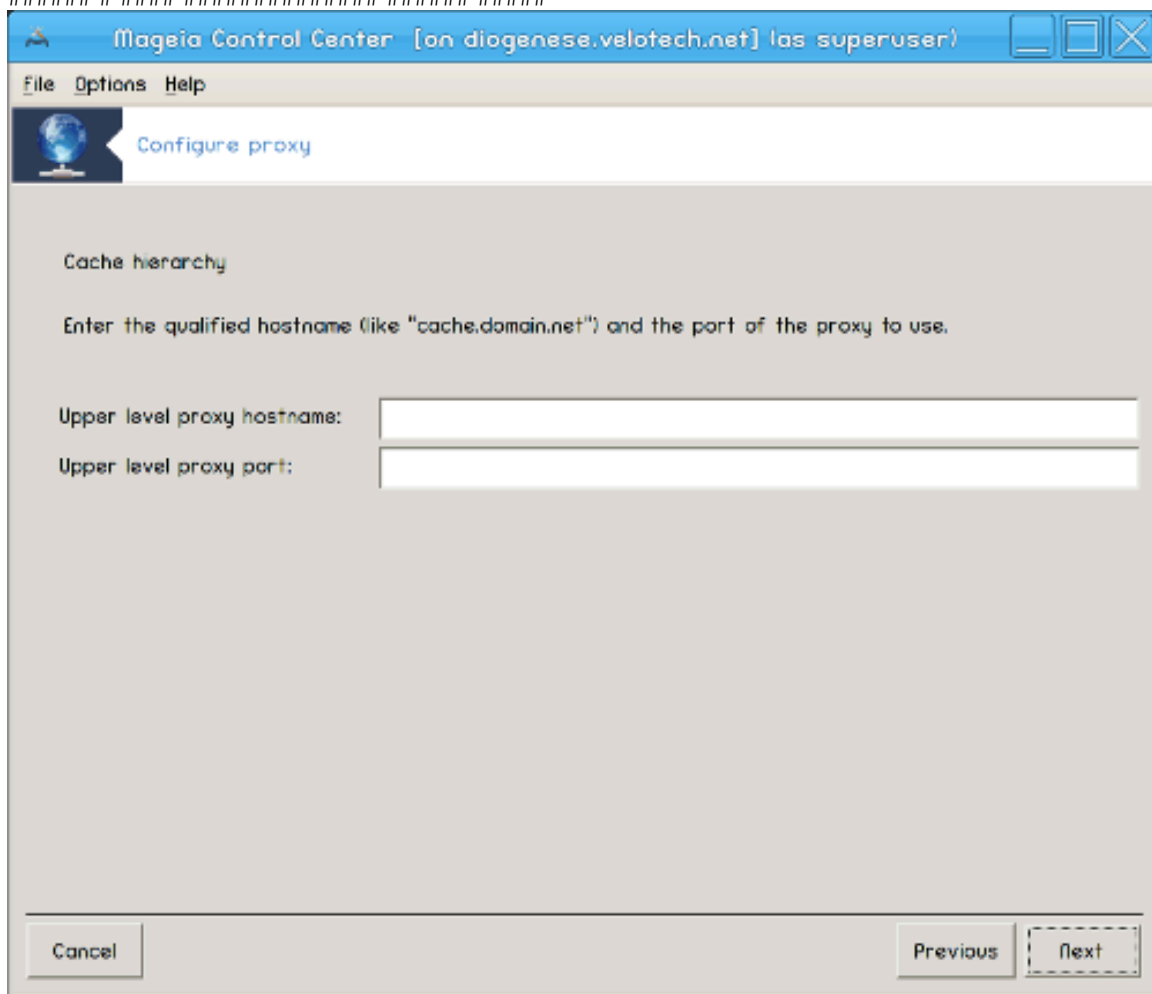 Mageia Control Center [on diogenese.velotech.net] (as superuser)
File Options Help
Configure proxy
Cache hierarchy
Enter the qualified hostname (like "cache.domain.net") and the port of the proxy to use.
Upper level proxy hostname:
Upper level proxy port:
Cancel Previous Next